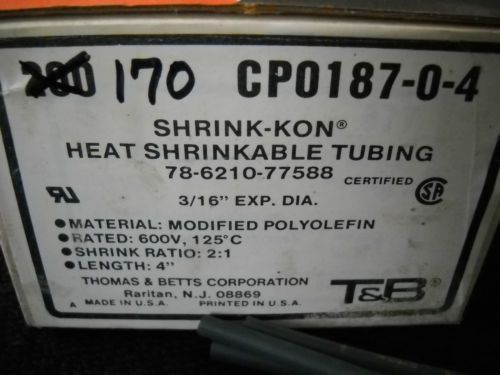 170 CP0187-0-4
SHRINK-KON®
HEAT SHRINKABLE TUBING
78-6210-77588
CERTIFIED
3/16" EXP. DIA.
•MATERIAL: MODIFIED POLYOLEFIN
•RATED: 600V, 125°C
•SHRINK RATIO: 2:1
•LENGTH: 4"
THOMAS & BETTS CORPORATION
Raritan, N.J. 08869
A MADE IN U.S.A. PRINTED IN U.S.A.
T&B